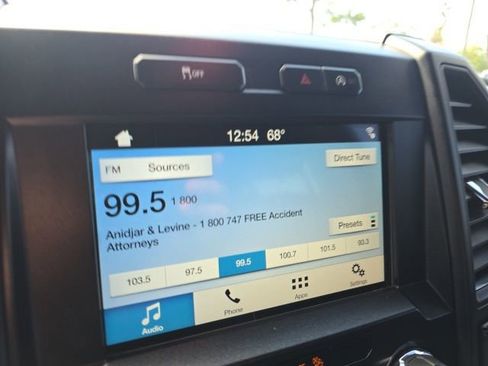 OFF
12:54 68°
FM Sources
Direct Tune
99.5 1 800
Anidjar & Levine - 1 800 747 FREE Accident
Attorneys
Presets
103.5 97.5 99.5 100.7 101.5 93.3
Audio Phone Apps Settings